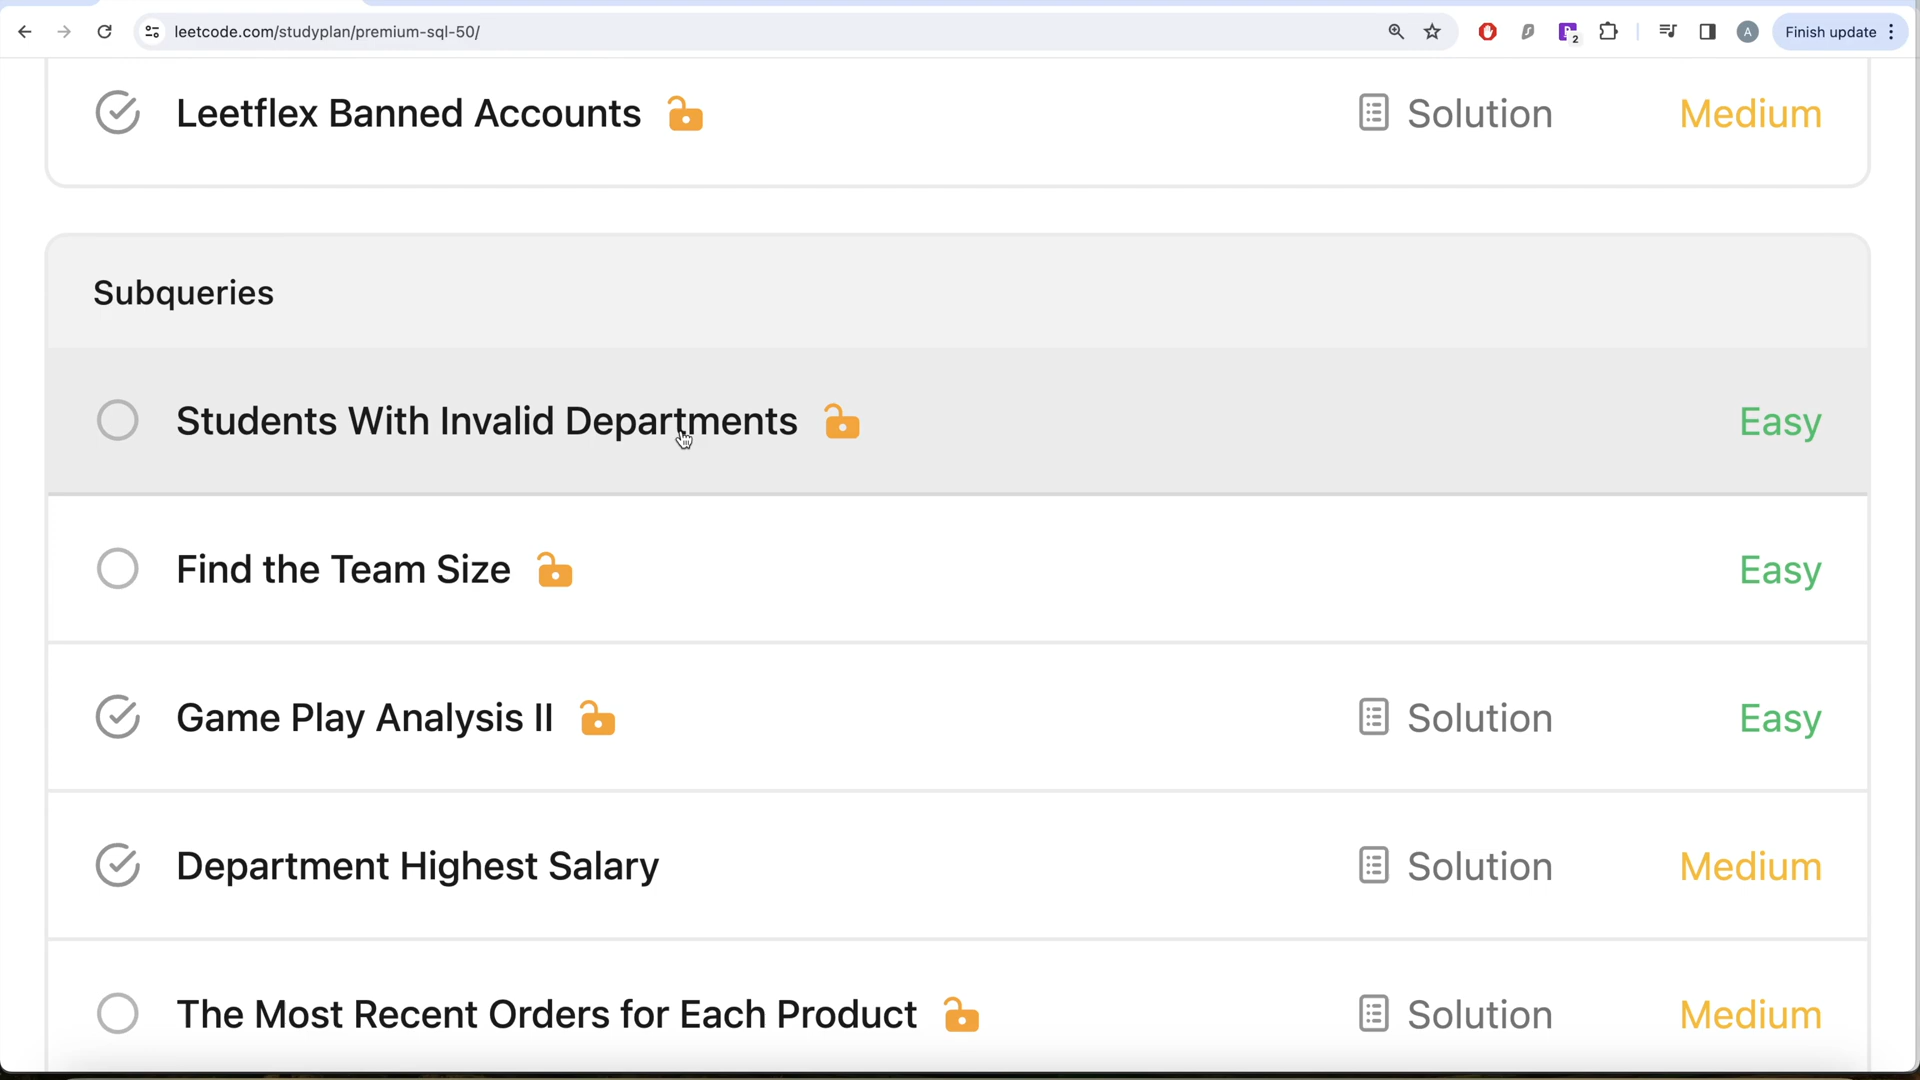 leetcode.com/studyplan/premium-sql-50/
2
A
Finish update
Leetflex Banned Accounts
Solution
Medium
Subqueries
Students With Invalid Departments
Easy
Find the Team Size
Easy
Game Play Analysis II
Solution
Easy
Department Highest Salary
Solution
Medium
The Most Recent Orders for Each Product
Solution
Medium